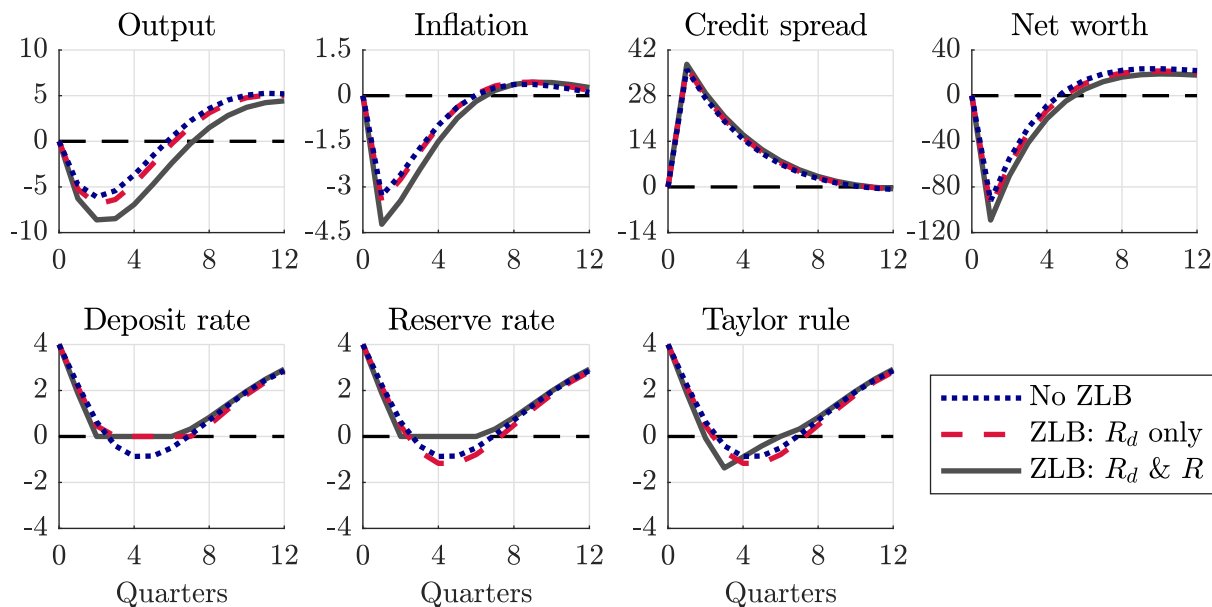 Output
10
5
0
-5
-10
0 4 8 12
Inflation
1.5
0
-1.5
-3
-4.5
0 4 8 12
Credit spread
42
28
14
0
-14
0 4 8 12
Net worth
40
0
-40
-80
-120
0 4 8 12
Deposit rate
4
2
0
-2
-4
0 4 8 12
Quarters
Reserve rate
4
2
0
-2
-4
0 4 8 12
Quarters
Taylor rule
4
2
0
-2
-4
0 4 8 12
Quarters
No ZLB
ZLB: R_d only
ZLB: R_d & R